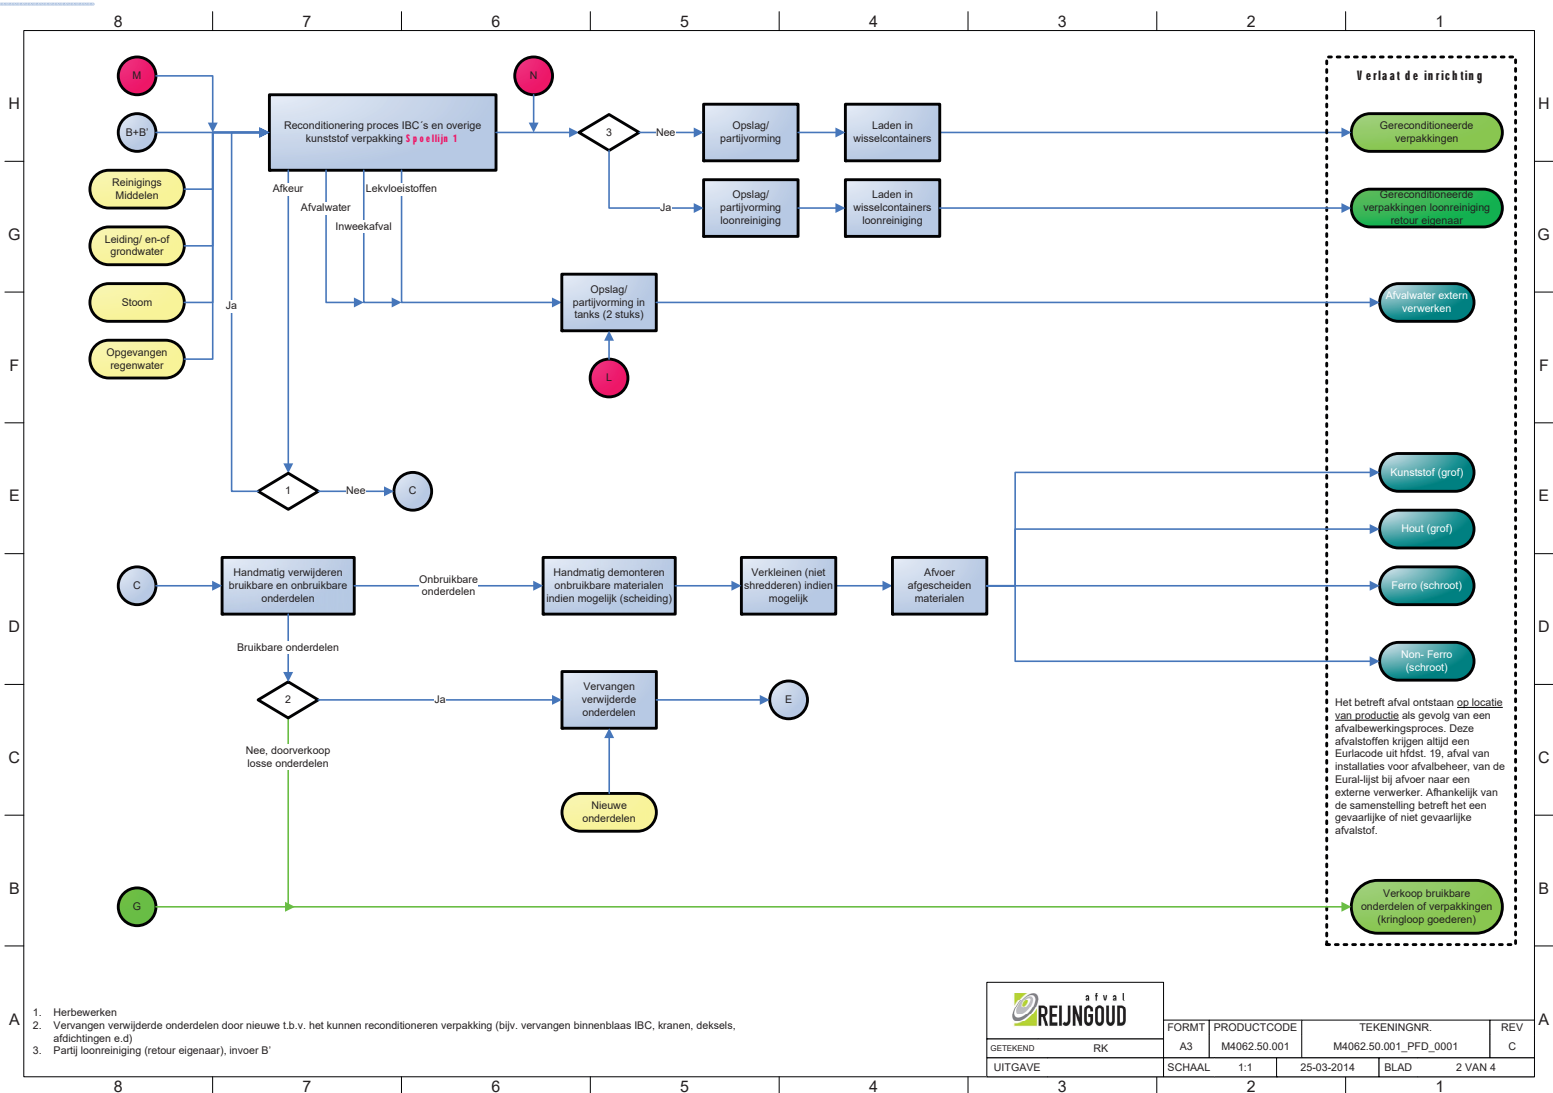 8 7 6 5 4 3 2 1
H
M
N
Verlaat de inrichting
B+B'
Reconditionering proces IBC´s en overige
kunststof verpakking Spoellijn 1
3
Nee
Opslag/
partijvorming
Laden in
wisselcontainers
Gereconditioneerde
verpakkingen
H
Reinigings
Middelen
Afkeur
Lekvloeistoffen
Afvalwater
Inweekafval
Ja
Opslag/
partijvorming
loonreiniging
Laden in
wisselcontainers
loonreiniging
Gereconditioneerde
verpakkingen loonreiniging
retour eigenaar
G
Leiding/ en-of
grondwater
G
Stoom
Ja
Opslag/
partijvorming in
tanks (2 stuks)
Afvalwater extern
verwerken
F
Opgevangen
regenwater
L
F
E
1
Nee
C
Kunststof (grof)
E
Hout (grof)
C
Handmatig verwijderen
bruikbare en onbruikbare
onderdelen
Onbruikbare
onderdelen
Handmatig demonteren
onbruikbare materialen
indien mogelijk (scheiding)
Verkleinen (niet
shredderen) indien
mogelijk
Afvoer
afgescheiden
materialen
Ferro (schroot)
D
D
Bruikbare onderdelen
Non- Ferro
(schroot)
2
Ja
Vervangen
verwijderde
onderdelen
E
Het betreft afval ontstaan op locatie
van productie als gevolg van een
afvalbewerkingsproces. Deze
afvalstoffen krijgen altijd een
Eurlacode uit hfdst. 19, afval van
installaties voor afvalbeheer, van de
Eural-lijst bij afvoer naar een
externe verwerker. Afhankelijk van
de samenstelling betreft het een
gevaarlijke of niet gevaarlijke
afvalstof.
C
Nee, doorverkoop
losse onderdelen
C
Nieuwe
onderdelen
B
G
Verkoop bruikbare
onderdelen of verpakkingen
(kringloop goederen)
B
A
1. Herbewerken
2. Vervangen verwijderde onderdelen door nieuwe t.b.v. het kunnen reconditioneren verpakking (bijv. vervangen binnenblaas IBC, kranen, deksels,
afdichtingen e.d)
3. Partij loonreiniging (retour eigenaar), invoer B'
afval
REIJNGOUD
GETEKEND RK
UITGAVE
FORMT PRODUCTCODE TEKENINGNR. REV
A3 M4062.50.001 M4062.50.001_PFD_0001 C
SCHAAL 1:1 25-03-2014 BLAD 2 VAN 4
A
8 7 6 5 4 3 2 1